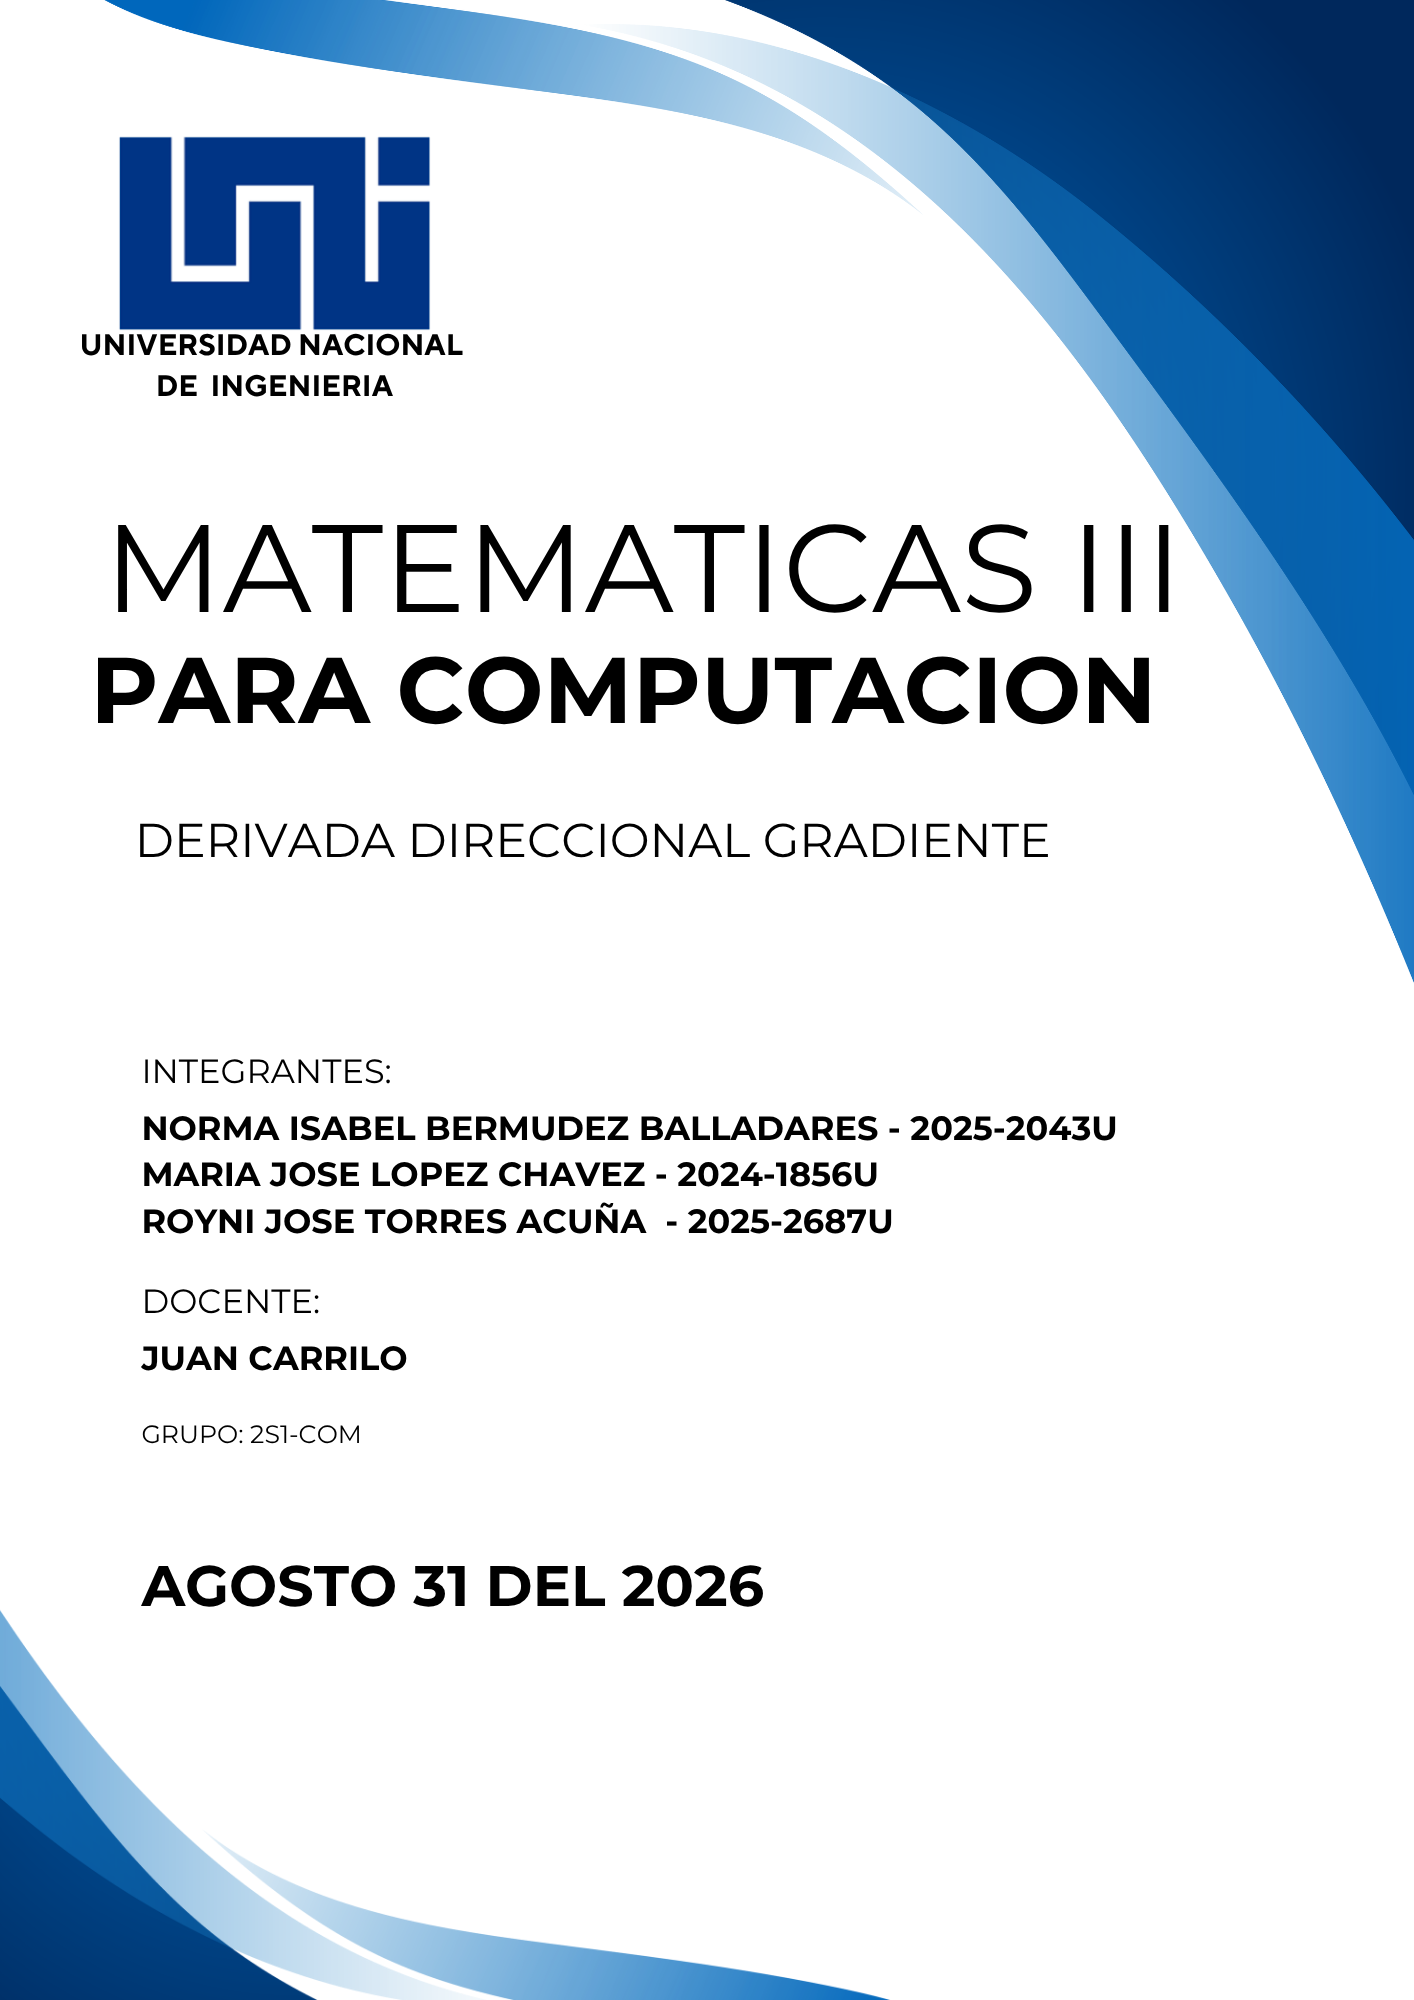 UNi
UNIVERSIDAD NACIONAL
DE INGENIERIA
MATEMATICAS III
PARA COMPUTACION
DERIVADA DIRECCIONAL GRADIENTE
INTEGRANTES:
NORMA ISABEL BERMUDEZ BALLADARES - 2025-2043U
MARIA JOSE LOPEZ CHAVEZ - 2024-1856U
ROYNI JOSE TORRES ACUÑA - 2025-2687U
DOCENTE:
JUAN CARRILO
GRUPO: 2S1-COM
AGOSTO 31 DEL 2026